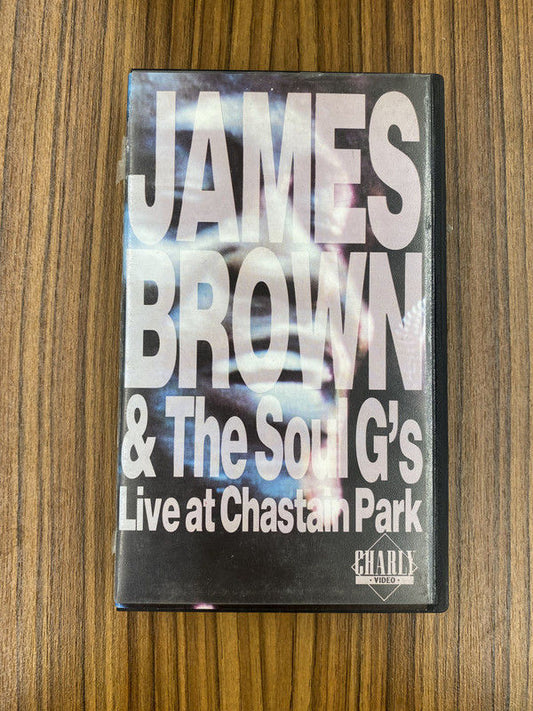 JAMES
BROWN
& The Soul G's
Live at Chastain Park
CHARLY
· VIDEO ·